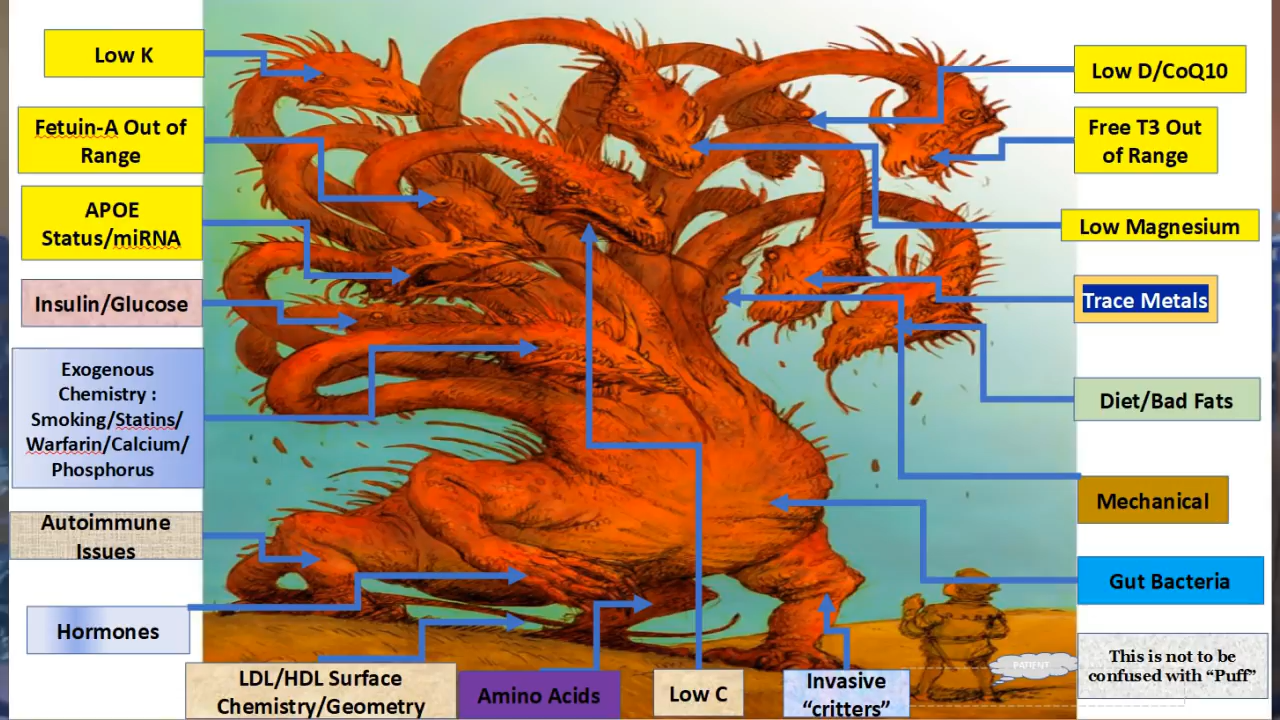 Low K
Fetuin-A Out of
Range
APOE
Status/miRNA
Insulin/Glucose
Exogenous
Chemistry :
Smoking/Statins/
Warfarin/Calcium/
Phosphorus
Autoimmune
Issues
Hormones
LDL/HDL Surface
Chemistry/Geometry
Amino Acids
Low C
Invasive
“critters”
Low D/CoQ10
Free T3 Out
of Range
Low Magnesium
Trace Metals
Diet/Bad Fats
Mechanical
Gut Bacteria
PATIENT
This is not to be
confused with “Puff”